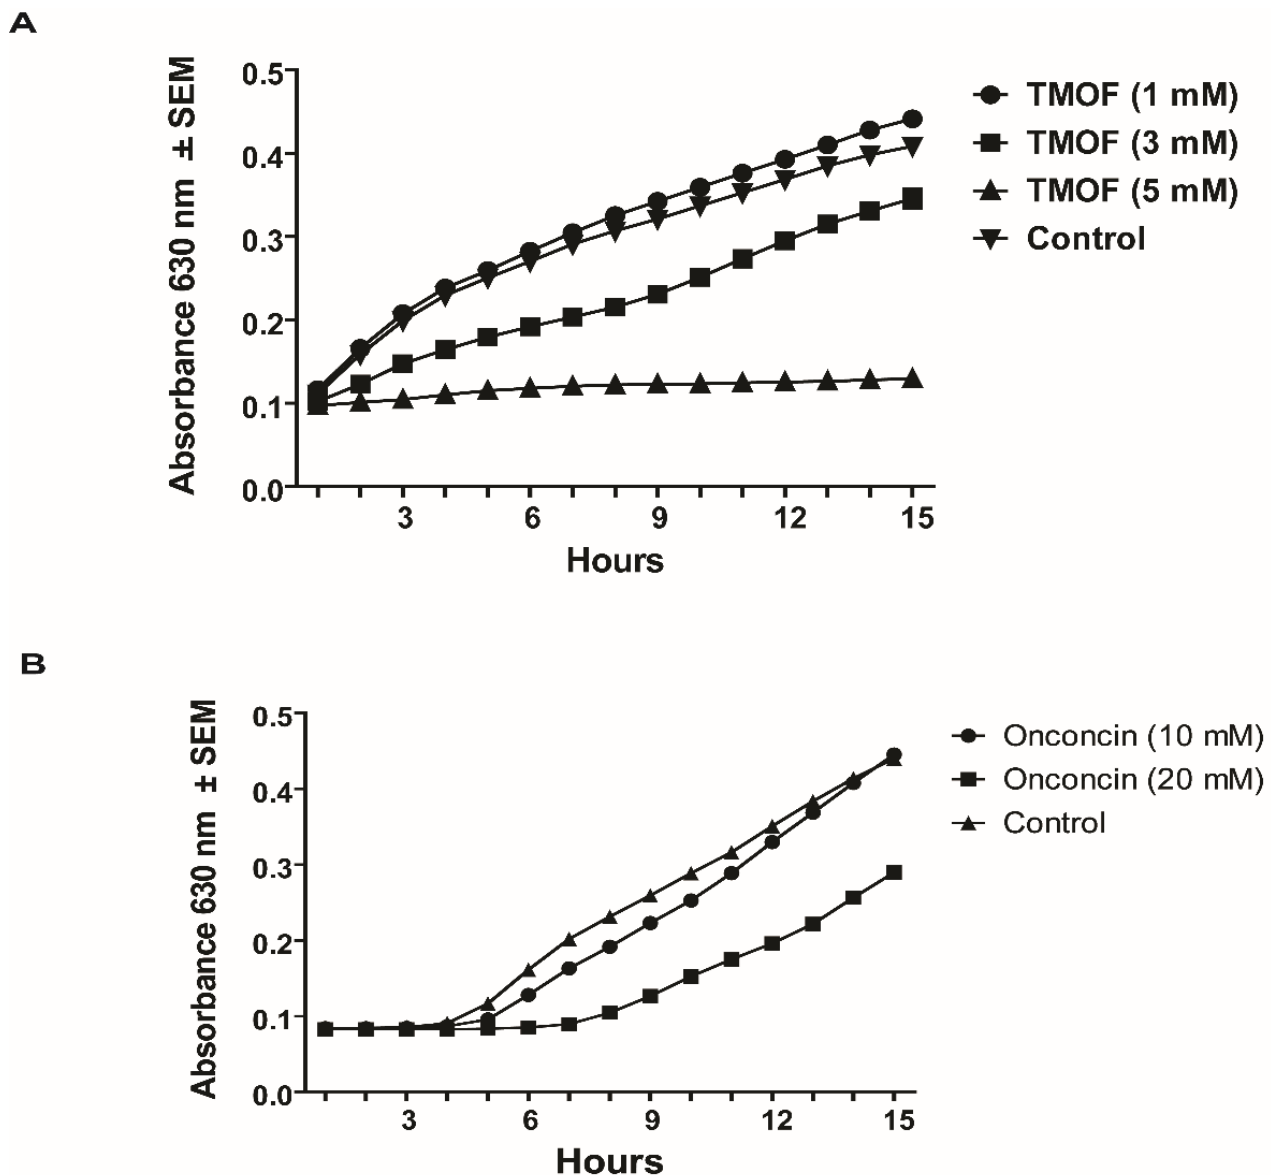 A
Absorbance 630 nm ± SEM
0.5
0.4
0.3
0.2
0.1
0.0
3 6 9 12 15
Hours
TMOF (1 mM)
TMOF (3 mM)
TMOF (5 mM)
Control
B
Absorbance 630 nm ± SEM
0.5
0.4
0.3
0.2
0.1
0.0
3 6 9 12 15
Hours
Onconcin (10 mM)
Onconcin (20 mM)
Control